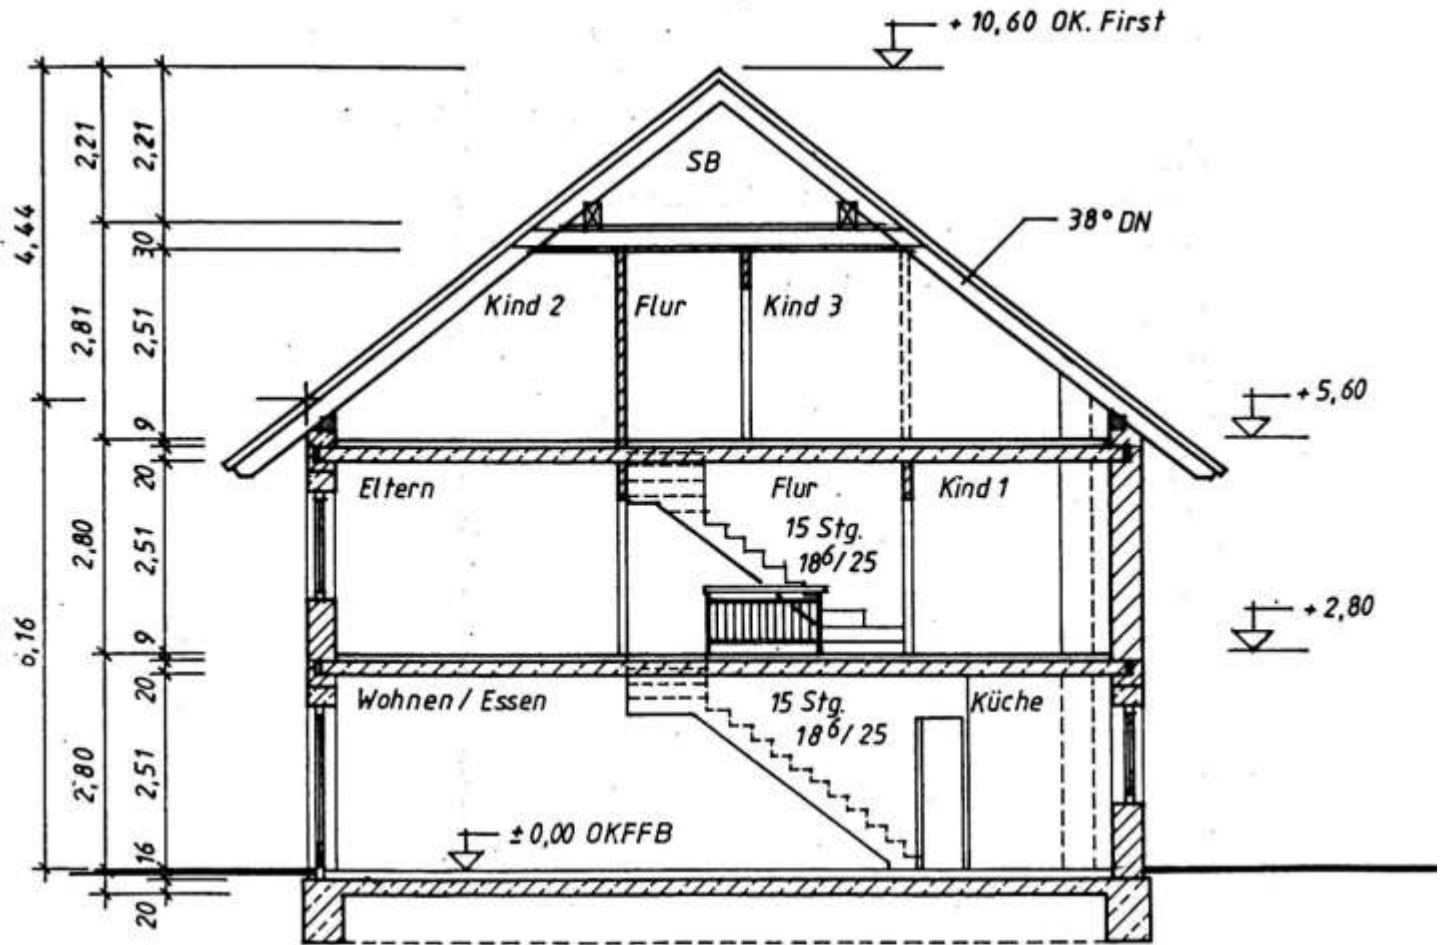 + 10,60 OK. First
2,21
2,21
SB
4,44
30
38° DN
Kind 2
Flur
Kind 3
2,81
2,51
+ 5,60
9
20
Eltern
Flur
Kind 1
15 Stg.
18⁶/25
2,80
2,51
+ 2,80
6,16
9
20
Wohnen / Essen
15 Stg.
18⁶/25
Küche
2,80
2,51
± 0,00 OKFFB
16
20